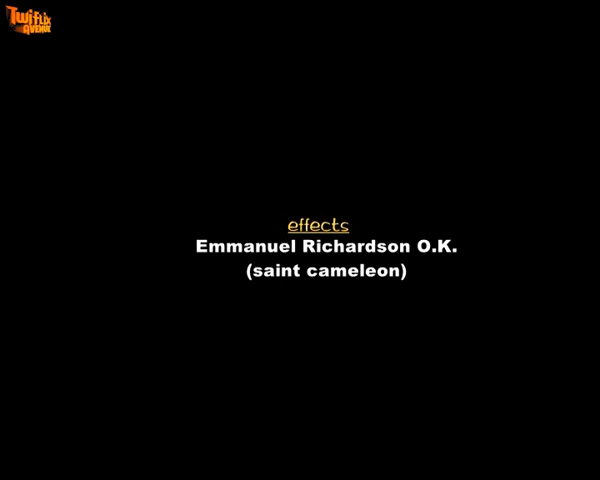 Twiflix
AVENUE
effects
Emmanuel Richardson O.K.
(saint cameleon)